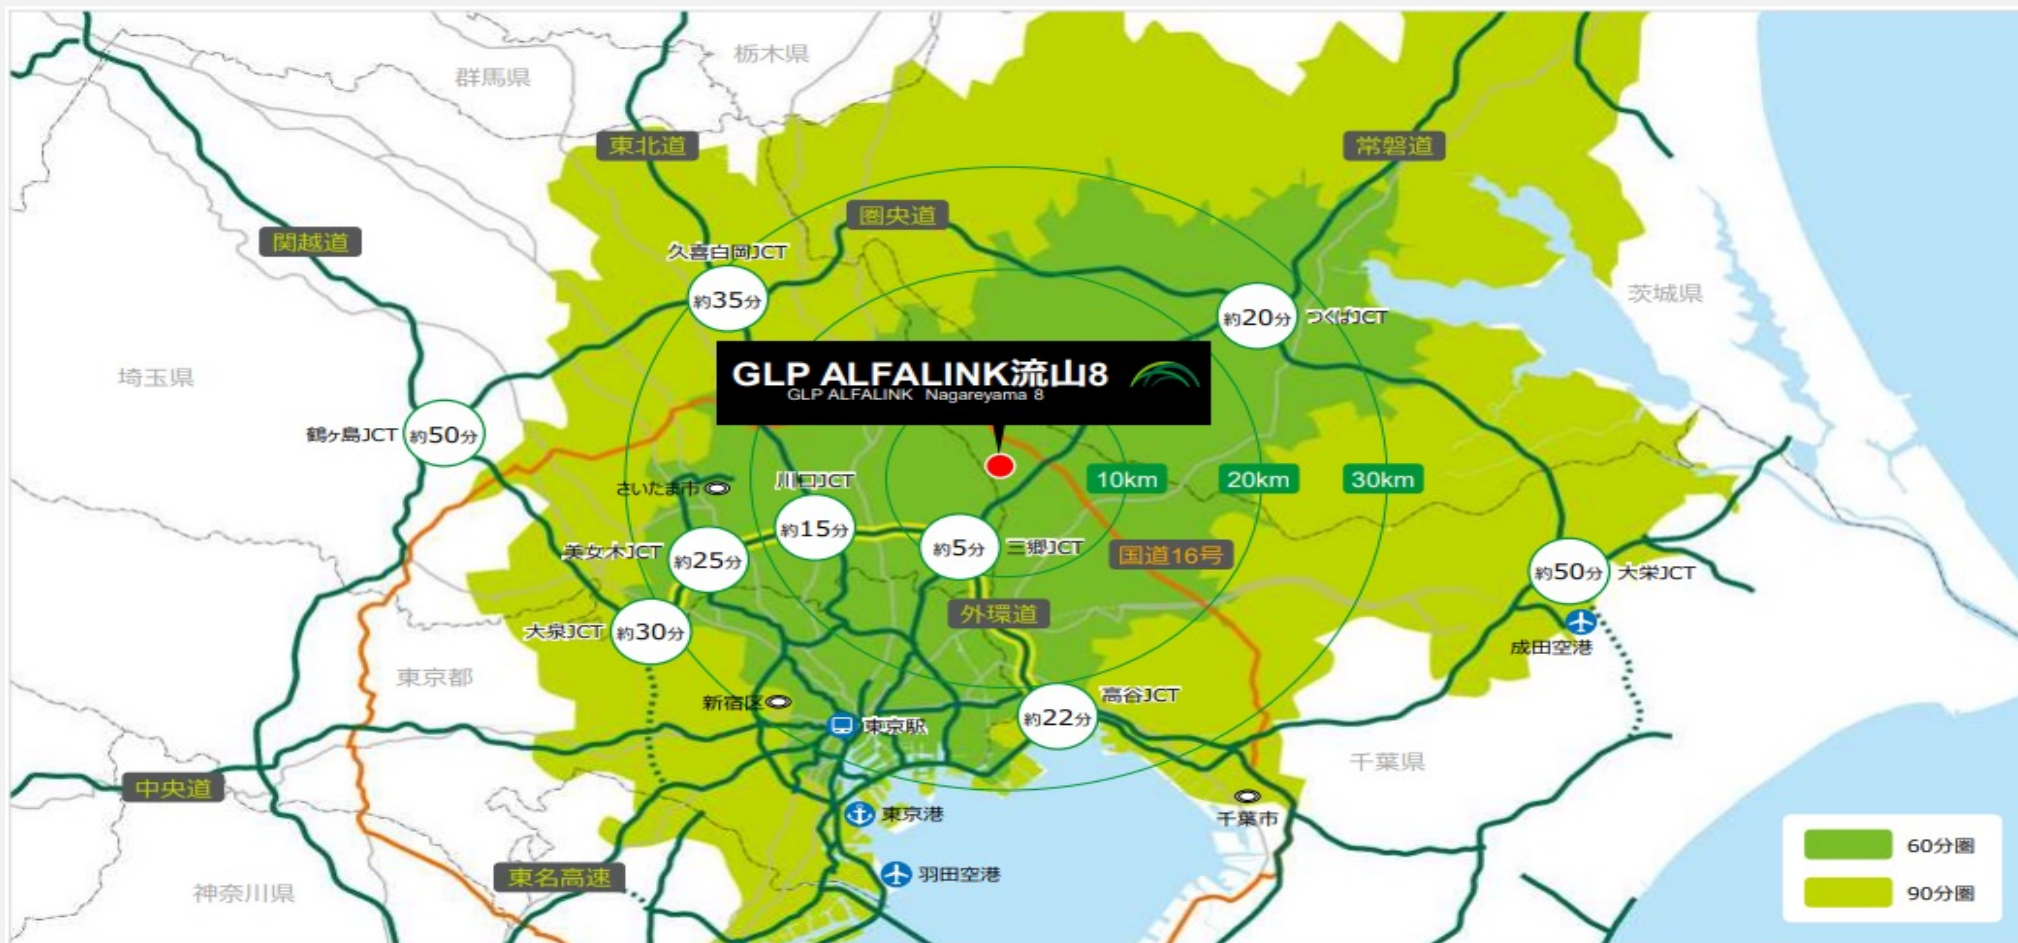 栃木県
群馬県
東北道
常磐道
圏央道
関越道
久喜白岡JCT
約35分
茨城県
約20分
つくばJCT
GLP ALFALINK流山8
GLP ALFALINK Nagareyama 8
埼玉県
鶴ヶ島JCT
約50分
さいたま市
川口JCT
10km
20km
30km
約15分
美女木JCT
約25分
約5分
三郷JCT
国道16号
約50分
大栄JCT
外環道
大泉JCT
約30分
成田空港
東京都
新宿区
高谷JCT
約22分
東京駅
千葉県
中央道
東京港
千葉市
東名高速
羽田空港
神奈川県
60分圏
90分圏